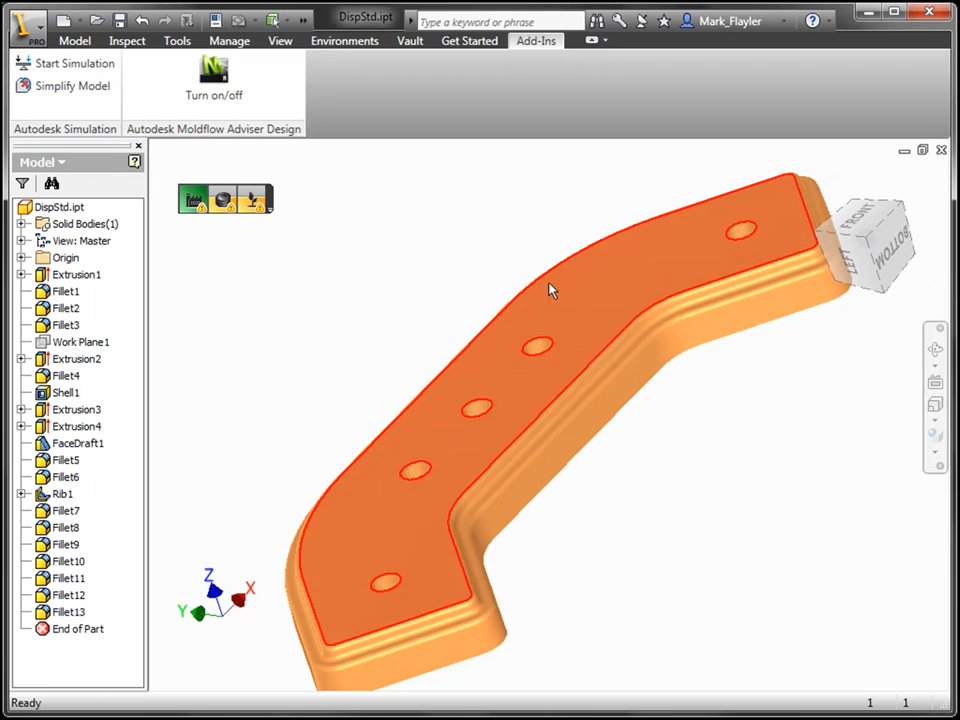 DispStd.ipt
Type a keyword or phrase
Mark_Flayler
PRO
Model Inspect Tools Manage View Environments Vault Get Started Add-Ins
Start Simulation
Simplify Model
Turn on/off
Autodesk Simulation
Autodesk Moldflow Adviser Design
Model
DispStd.ipt
Solid Bodies(1)
View: Master
Origin
Extrusion1
Fillet1
Fillet2
Fillet3
Work Plane1
Extrusion2
Fillet4
Shell1
Extrusion3
Extrusion4
FaceDraft1
Fillet5
Fillet6
Rib1
Fillet7
Fillet8
Fillet9
Fillet10
Fillet11
Fillet12
Fillet13
End of Part
FRONT
LEFT
BOTTOM
Z
X
Y
Ready
1 1